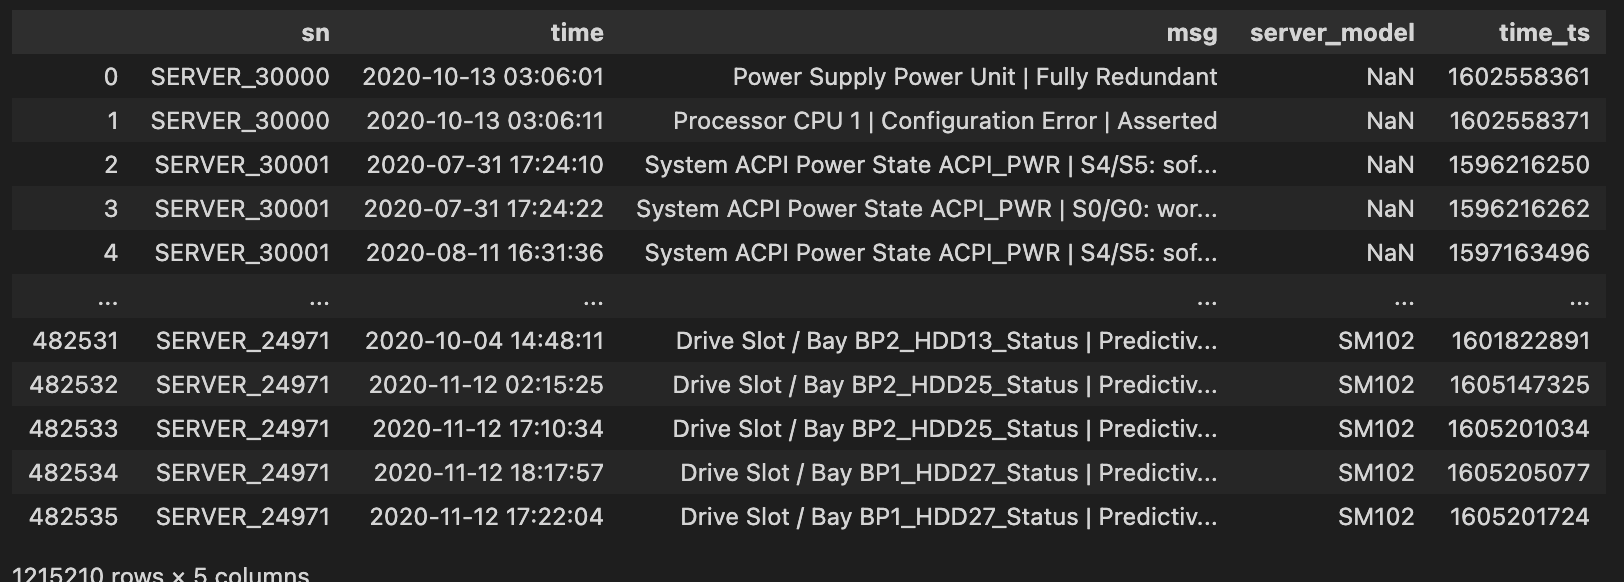 sn time msg server_model time_ts
0 SERVER_30000 2020-10-13 03:06:01 Power Supply Power Unit | Fully Redundant NaN 1602558361
1 SERVER_30000 2020-10-13 03:06:11 Processor CPU 1 | Configuration Error | Asserted NaN 1602558371
2 SERVER_30001 2020-07-31 17:24:10 System ACPI Power State ACPI_PWR | S4/S5: sof... NaN 1596216250
3 SERVER_30001 2020-07-31 17:24:22 System ACPI Power State ACPI_PWR | S0/G0: wor... NaN 1596216262
4 SERVER_30001 2020-08-11 16:31:36 System ACPI Power State ACPI_PWR | S4/S5: sof... NaN 1597163496
... ... ... ... ... ...
482531 SERVER_24971 2020-10-04 14:48:11 Drive Slot / Bay BP2_HDD13_Status | Predictiv... SM102 1601822891
482532 SERVER_24971 2020-11-12 02:15:25 Drive Slot / Bay BP2_HDD25_Status | Predictiv... SM102 1605147325
482533 SERVER_24971 2020-11-12 17:10:34 Drive Slot / Bay BP2_HDD25_Status | Predictiv... SM102 1605201034
482534 SERVER_24971 2020-11-12 18:17:57 Drive Slot / Bay BP1_HDD27_Status | Predictiv... SM102 1605205077
482535 SERVER_24971 2020-11-12 17:22:04 Drive Slot / Bay BP1_HDD27_Status | Predictiv... SM102 1605201724
1215210 rows × 5 columns